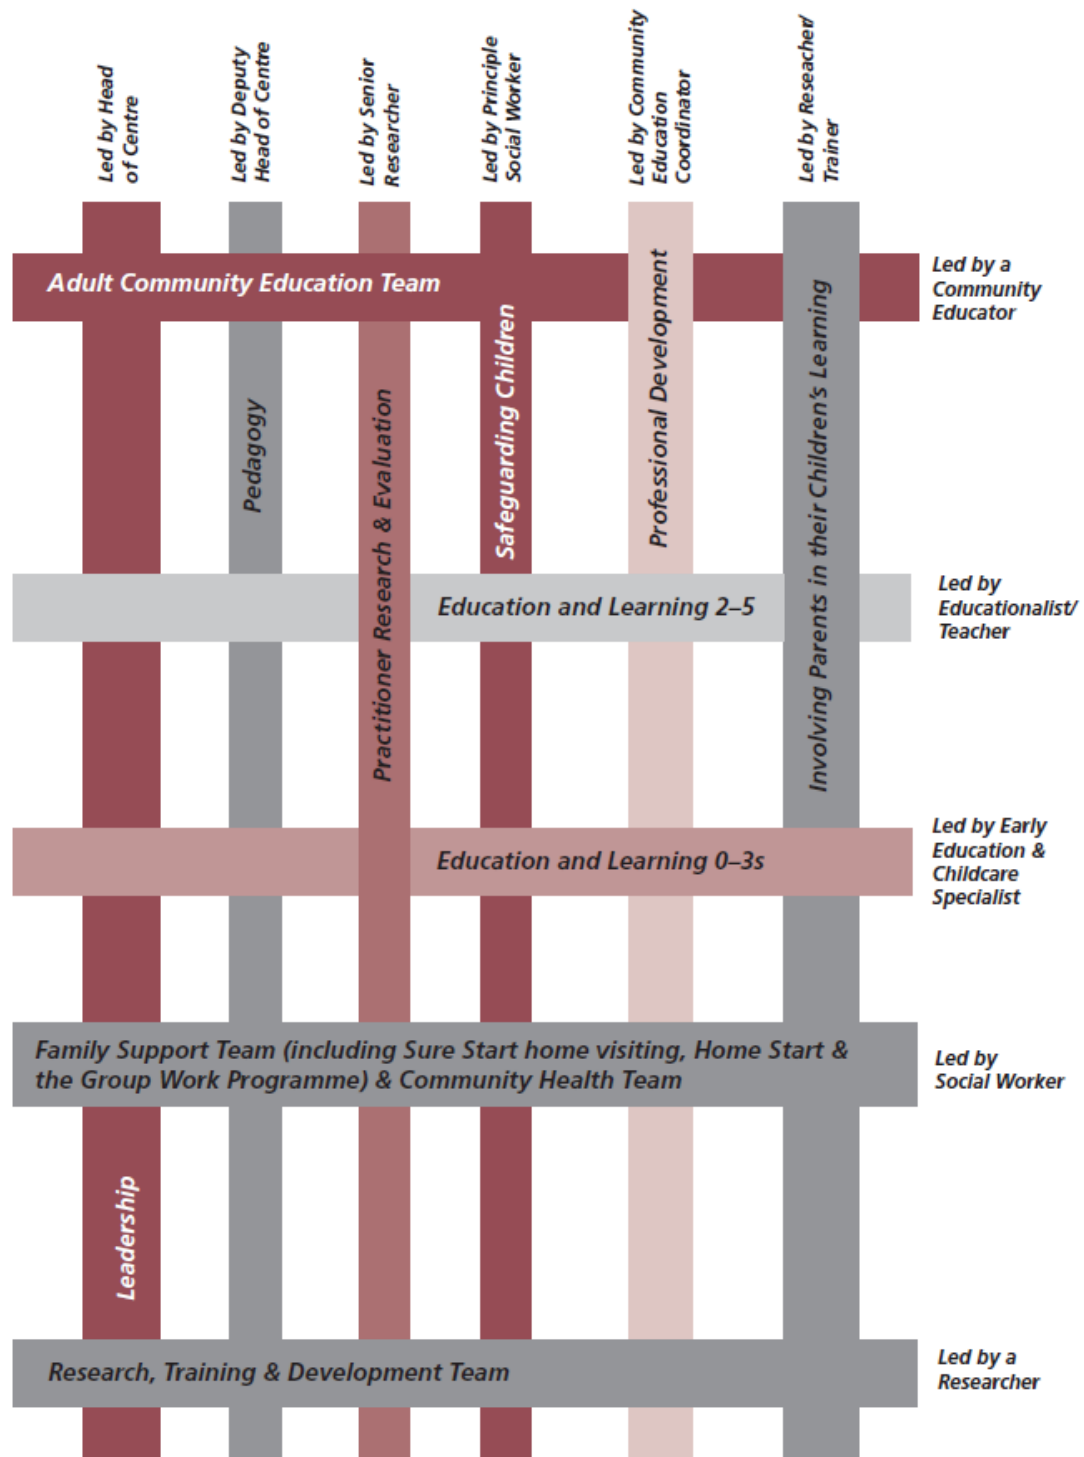 Led by Head
of Centre
Led by Deputy
Head of Centre
Led by Senior
Researcher
Led by Principle
Social Worker
Led by Community
Education
Coordinator
Led by Reseacher/
Trainer
Adult Community Education Team
Led by a
Community
Educator
Pedagogy
Practitioner Research & Evaluation
Safeguarding Children
Professional Development
Involving Parents in their Children’s Learning
Education and Learning 2–5
Led by
Educationalist/
Teacher
Education and Learning 0–3s
Led by Early
Education &
Childcare
Specialist
Family Support Team (including Sure Start home visiting, Home Start &
the Group Work Programme) & Community Health Team
Led by
Social Worker
Leadership
Research, Training & Development Team
Led by a
Researcher